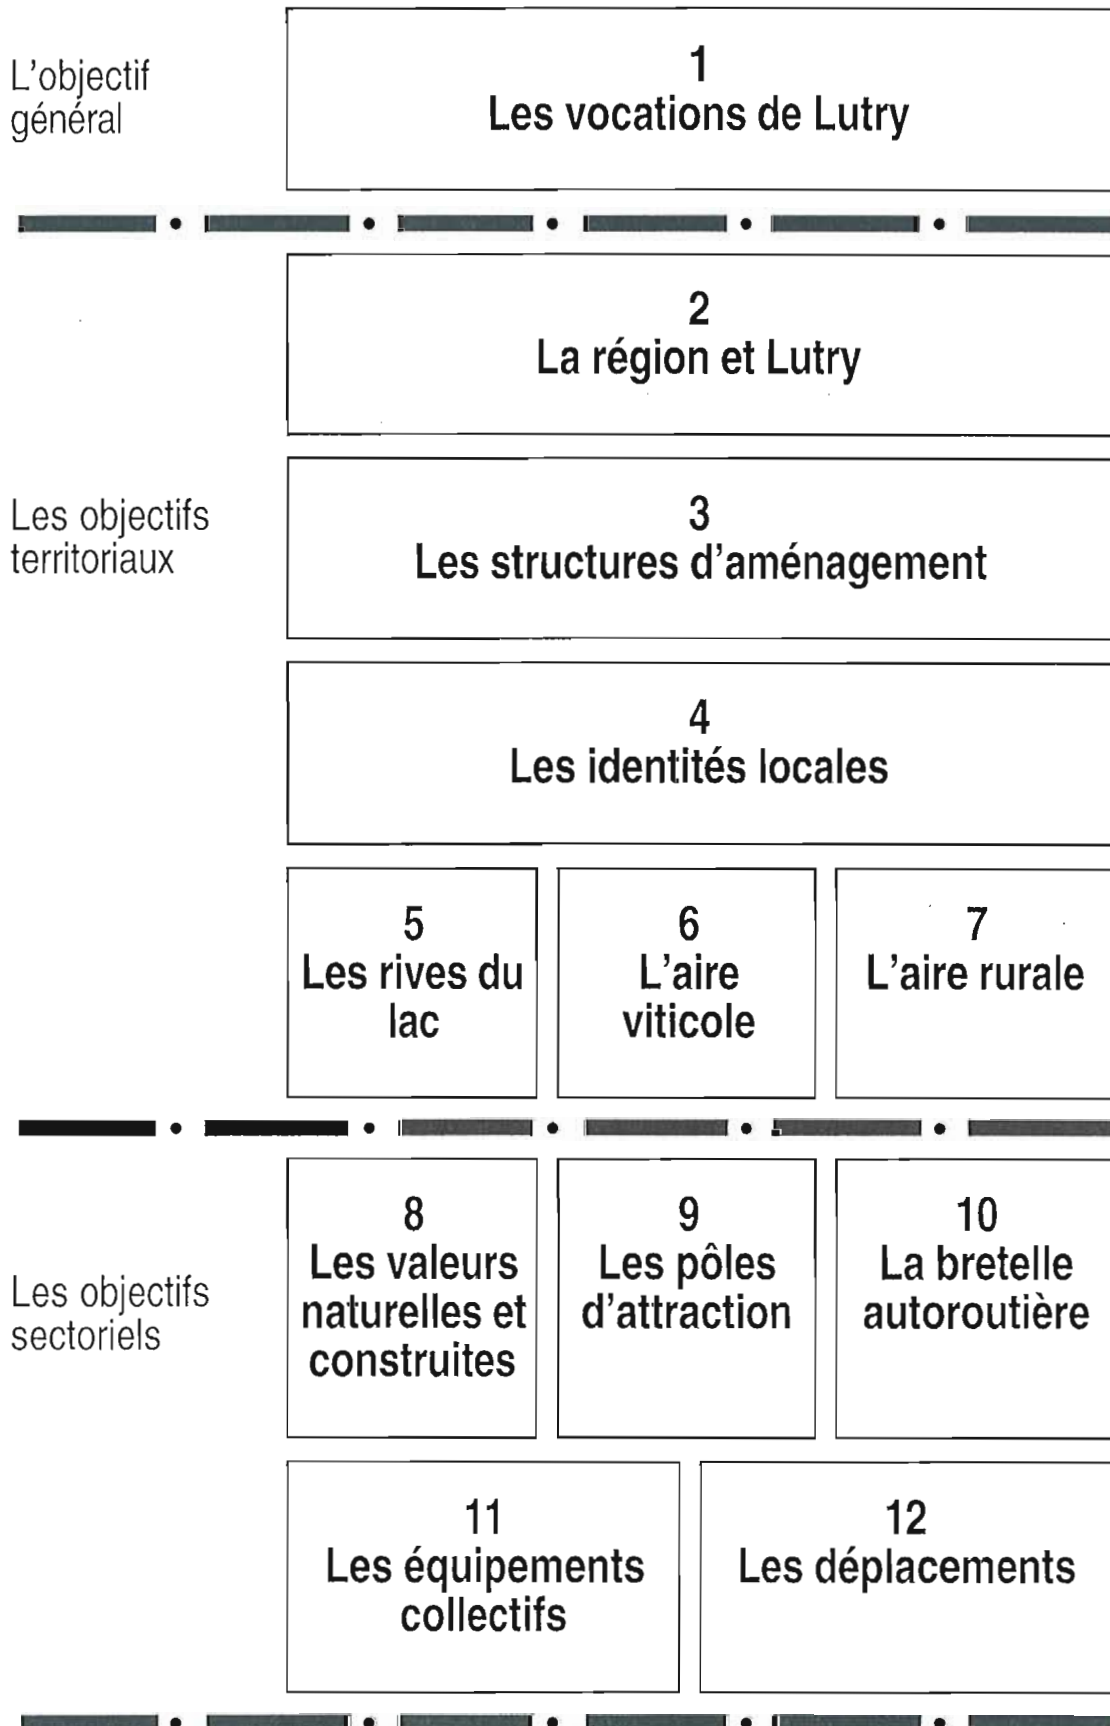 L'objectif
général
1
Les vocations de Lutry
2
La région et Lutry
Les objectifs
territoriaux
3
Les structures d'aménagement
4
Les identités locales
5
Les rives du
lac
6
L'aire
viticole
7
L'aire rurale
Les objectifs
sectoriels
8
Les valeurs
naturelles et
construites
9
Les pôles
d'attraction
10
La bretelle
autoroutière
11
Les équipements
collectifs
12
Les déplacements